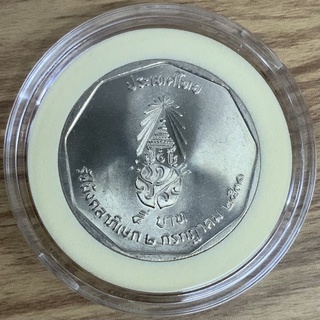 ประเทศไทย
๕ บาท
รัชมังคลาภิเษก ๒ กรกฎาคม ๒๕๓๑